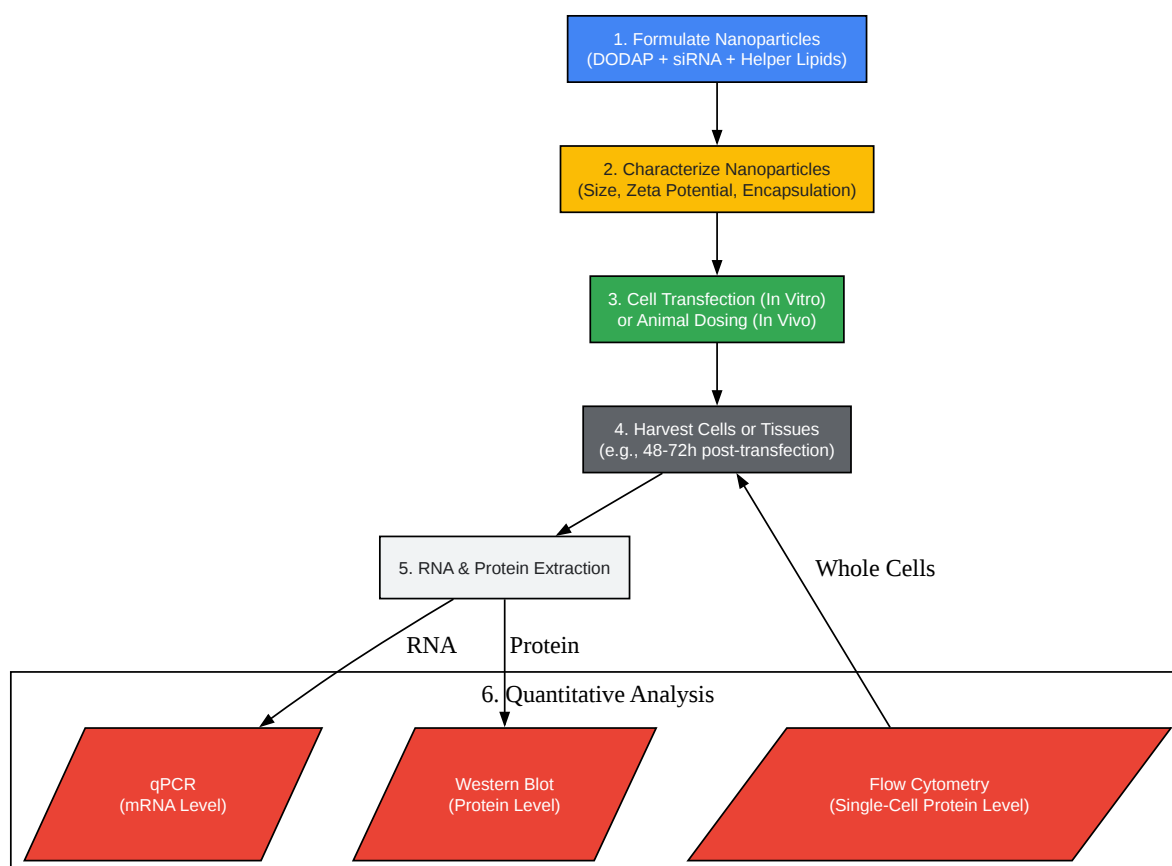 1. Formulate Nanoparticles
(DODAP + siRNA + Helper Lipids)
2. Characterize Nanoparticles
(Size, Zeta Potential, Encapsulation)
3. Cell Transfection (In Vitro)
or Animal Dosing (In Vivo)
4. Harvest Cells or Tissues
(e.g., 48-72h post-transfection)
5. RNA & Protein Extraction
Whole Cells
RNA
Protein
6. Quantitative Analysis
qPCR
(mRNA Level)
Western Blot
(Protein Level)
Flow Cytometry
(Single-Cell Protein Level)